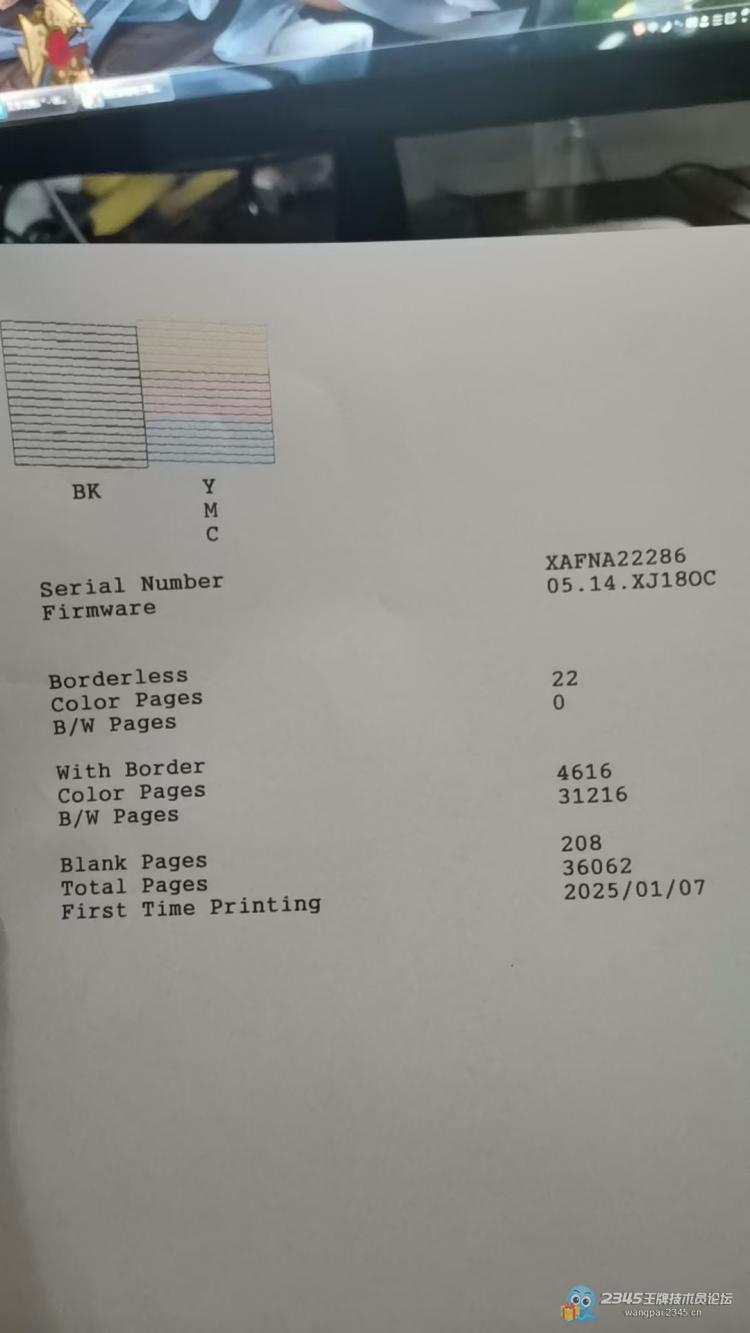 BK
Y
M
C
Serial Number XAFNA22286
Firmware 05.14.XJ18OC
Borderless
Color Pages 22
B/W Pages 0
With Border
Color Pages 4616
B/W Pages 31216
Blank Pages 208
Total Pages 36062
First Time Printing 2025/01/07
2345王牌技术员论坛
wangpai.2345.cn